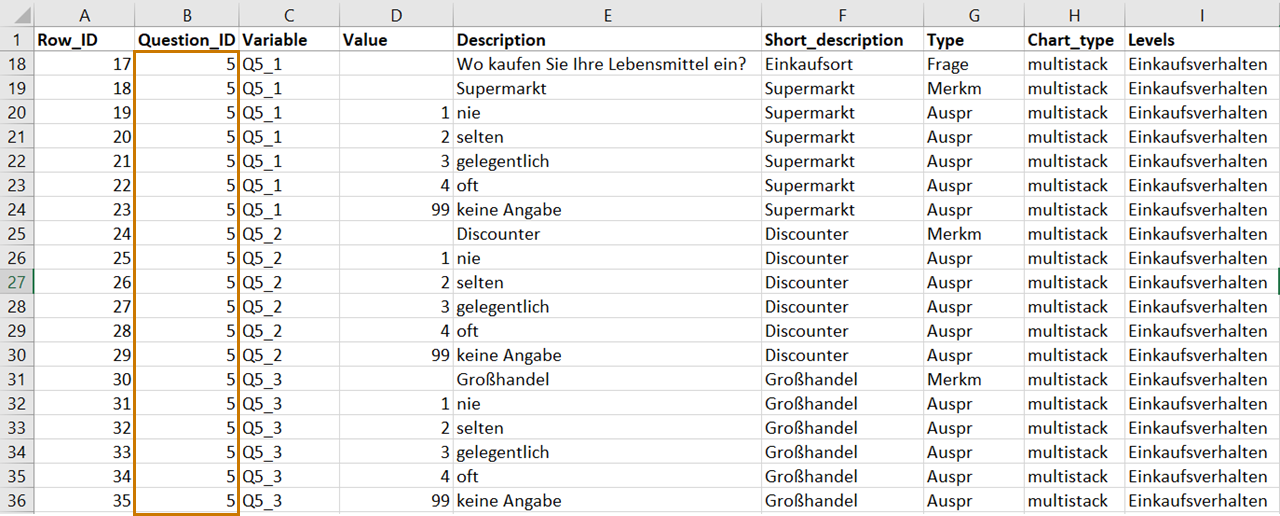 A B C D E F G H I
1 Row_ID Question_ID Variable Value Description Short_description Type Chart_type Levels
18 17 5 Q5_1 Wo kaufen Sie Ihre Lebensmittel ein? Einkaufsort Frage multistack Einkaufsverhalten
19 18 5 Q5_1 Supermarkt Supermarkt Merkm multistack Einkaufsverhalten
20 19 5 Q5_1 1 nie Supermarkt Auspr multistack Einkaufsverhalten
21 20 5 Q5_1 2 selten Supermarkt Auspr multistack Einkaufsverhalten
22 21 5 Q5_1 3 gelegentlich Supermarkt Auspr multistack Einkaufsverhalten
23 22 5 Q5_1 4 oft Supermarkt Auspr multistack Einkaufsverhalten
24 23 5 Q5_1 99 keine Angabe Supermarkt Auspr multistack Einkaufsverhalten
25 24 5 Q5_2 Discounter Discounter Merkm multistack Einkaufsverhalten
26 25 5 Q5_2 1 nie Discounter Auspr multistack Einkaufsverhalten
27 26 5 Q5_2 2 selten Discounter Auspr multistack Einkaufsverhalten
28 27 5 Q5_2 3 gelegentlich Discounter Auspr multistack Einkaufsverhalten
29 28 5 Q5_2 4 oft Discounter Auspr multistack Einkaufsverhalten
30 29 5 Q5_2 99 keine Angabe Discounter Auspr multistack Einkaufsverhalten
31 30 5 Q5_3 Großhandel Großhandel Merkm multistack Einkaufsverhalten
32 31 5 Q5_3 1 nie Großhandel Auspr multistack Einkaufsverhalten
33 32 5 Q5_3 2 selten Großhandel Auspr multistack Einkaufsverhalten
34 33 5 Q5_3 3 gelegentlich Großhandel Auspr multistack Einkaufsverhalten
35 34 5 Q5_3 4 oft Großhandel Auspr multistack Einkaufsverhalten
36 35 5 Q5_3 99 keine Angabe Großhandel Auspr multistack Einkaufsverhalten